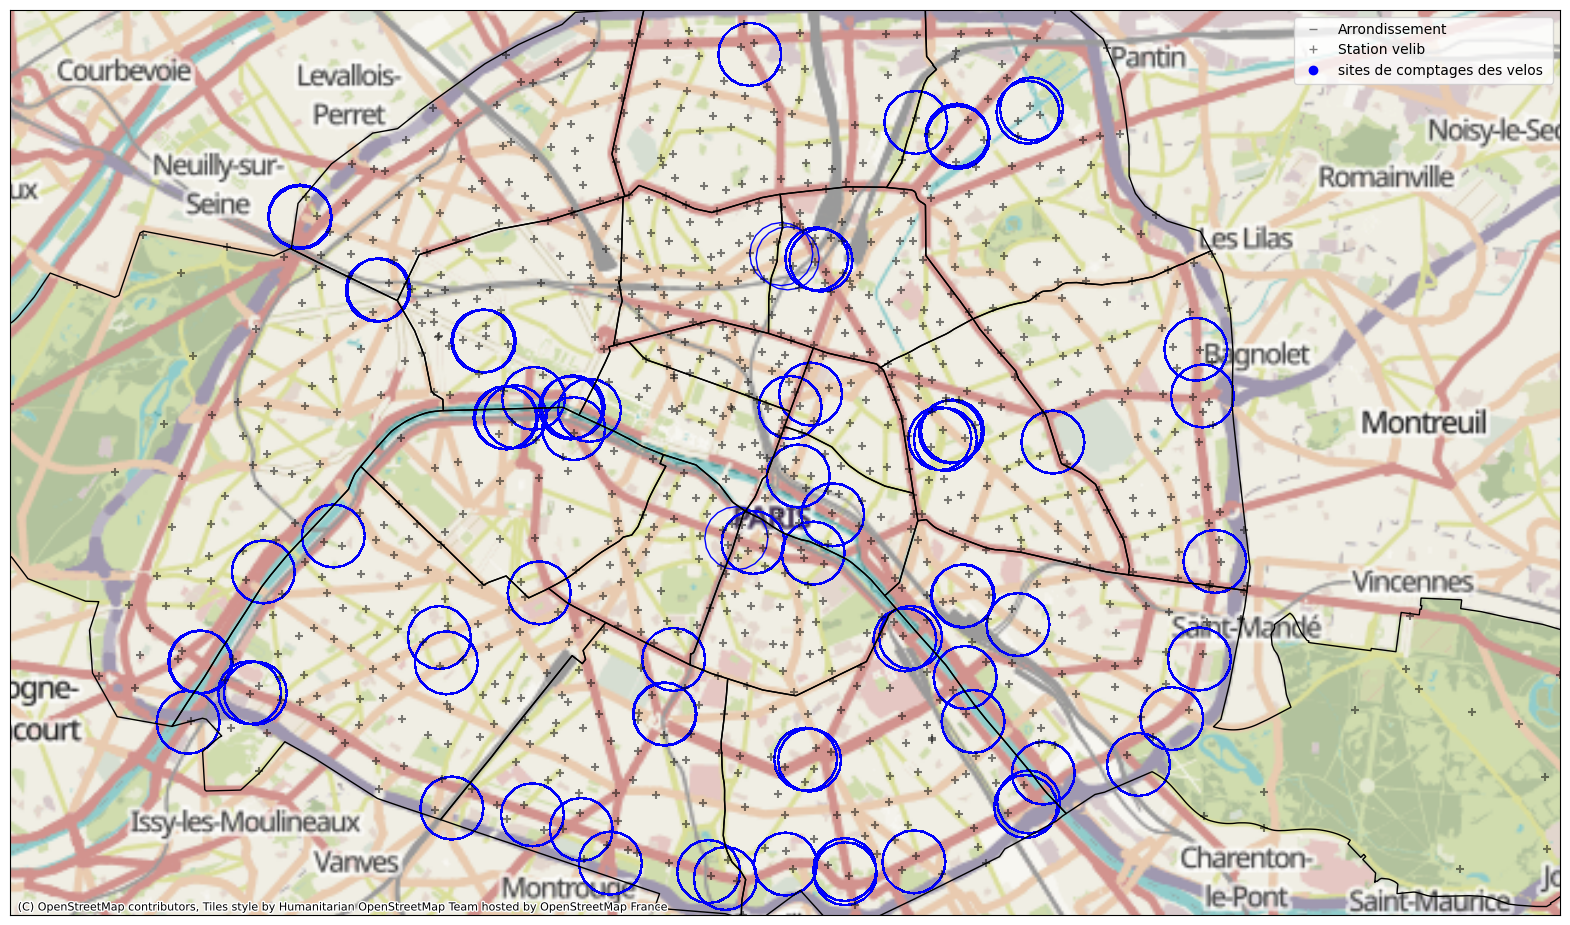 Arrondissement
Station velib
sites de comptages des velos
Courbevoie
Levallois-
Perret
Pantin
Noisy-le-Sec
Neuilly-sur-
Seine
Romainville
ux
Les Lilas
Bagnolet
Montreuil
PARIS
Vincennes
Saint-Mandé
ogne-
court
Issy-les-Moulineaux
Vanves
Montrouge
Charenton-
le-Pont
Saint-Maurice
Jo
(C) OpenStreetMap contributors, Tiles style by Humanitarian OpenStreetMap Team hosted by OpenStreetMap France